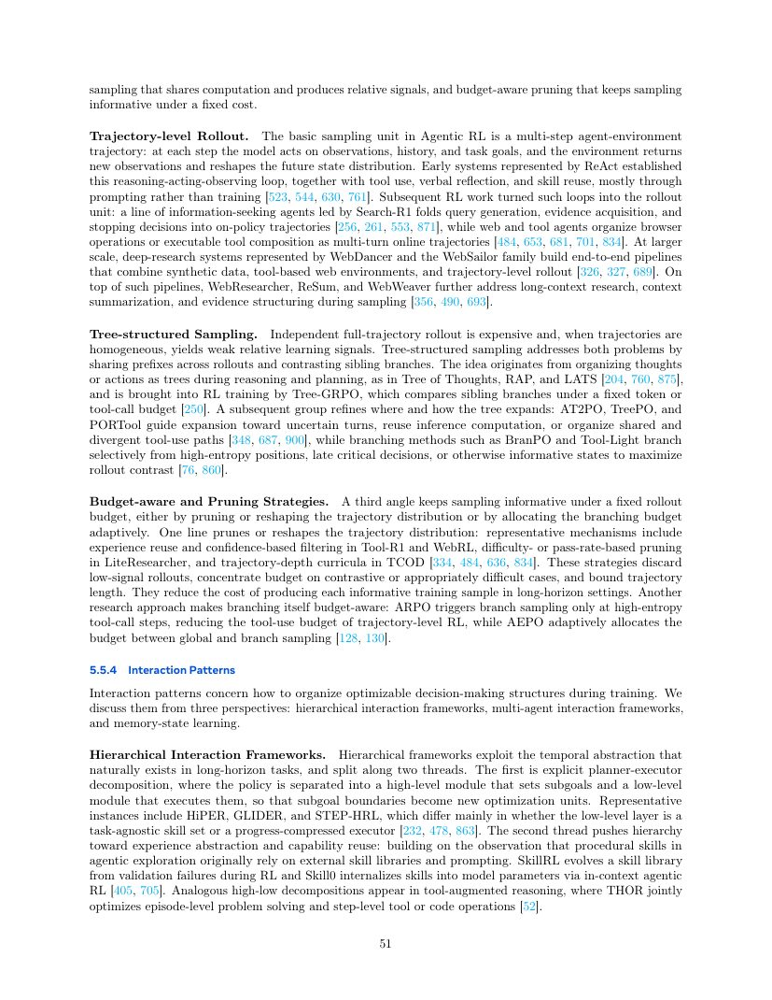 sampling that shares computation and produces relative signals, and budget-aware pruning that keeps sampling
informative under a fixed cost.
Trajectory-level Rollout. The basic sampling unit in Agentic RL is a multi-step agent-environment
trajectory: at each step the model acts on observations, history, and task goals, and the environment returns
new observations and reshapes the future state distribution. Early systems represented by ReAct established
this reasoning-acting-observing loop, together with tool use, verbal reflection, and skill reuse, mostly through
prompting rather than training [523, 544, 630, 761]. Subsequent RL work turned such loops into the rollout
unit: a line of information-seeking agents led by Search-R1 folds query generation, evidence acquisition, and
stopping decisions into on-policy trajectories [256, 261, 553, 871], while web and tool agents organize browser
operations or executable tool composition as multi-turn online trajectories [484, 653, 681, 701, 834]. At larger
scale, deep-research systems represented by WebDancer and the WebSailor family build end-to-end pipelines
that combine synthetic data, tool-based web environments, and trajectory-level rollout [326, 327, 689]. On
top of such pipelines, WebResearcher, ReSum, and WebWeaver further address long-context research, context
summarization, and evidence structuring during sampling [356, 490, 693].
Tree-structured Sampling. Independent full-trajectory rollout is expensive and, when trajectories are
homogeneous, yields weak relative learning signals. Tree-structured sampling addresses both problems by
sharing prefixes across rollouts and contrasting sibling branches. The idea originates from organizing thoughts
or actions as trees during reasoning and planning, as in Tree of Thoughts, RAP, and LATS [204, 760, 875],
and is brought into RL training by Tree-GRPO, which compares sibling branches under a fixed token or
tool-call budget [250]. A subsequent group refines where and how the tree expands: AT2PO, TreePO, and
PORTool guide expansion toward uncertain turns, reuse inference computation, or organize shared and
divergent tool-use paths [348, 687, 900], while branching methods such as BranPO and Tool-Light branch
selectively from high-entropy positions, late critical decisions, or otherwise informative states to maximize
rollout contrast [76, 860].
Budget-aware and Pruning Strategies. A third angle keeps sampling informative under a fixed rollout
budget, either by pruning or reshaping the trajectory distribution or by allocating the branching budget
adaptively. One line prunes or reshapes the trajectory distribution: representative mechanisms include
experience reuse and confidence-based filtering in Tool-R1 and WebRL, difficulty- or pass-rate-based pruning
in LiteResearcher, and trajectory-depth curricula in TCOD [334, 484, 636, 834]. These strategies discard
low-signal rollouts, concentrate budget on contrastive or appropriately difficult cases, and bound trajectory
length. They reduce the cost of producing each informative training sample in long-horizon settings. Another
research approach makes branching itself budget-aware: ARPO triggers branch sampling only at high-entropy
tool-call steps, reducing the tool-use budget of trajectory-level RL, while AEPO adaptively allocates the
budget between global and branch sampling [128, 130].
5.5.4 Interaction Patterns
Interaction patterns concern how to organize optimizable decision-making structures during training. We
discuss them from three perspectives: hierarchical interaction frameworks, multi-agent interaction frameworks,
and memory-state learning.
Hierarchical Interaction Frameworks. Hierarchical frameworks exploit the temporal abstraction that
naturally exists in long-horizon tasks, and split along two threads. The first is explicit planner-executor
decomposition, where the policy is separated into a high-level module that sets subgoals and a low-level
module that executes them, so that subgoal boundaries become new optimization units. Representative
instances include HiPER, GLIDER, and STEP-HRL, which differ mainly in whether the low-level layer is a
task-agnostic skill set or a progress-compressed executor [232, 478, 863]. The second thread pushes hierarchy
toward experience abstraction and capability reuse: building on the observation that procedural skills in
agentic exploration originally rely on external skill libraries and prompting. SkillRL evolves a skill library
from validation failures during RL and Skill0 internalizes skills into model parameters via in-context agentic
RL [405, 705]. Analogous high-low decompositions appear in tool-augmented reasoning, where THOR jointly
optimizes episode-level problem solving and step-level tool or code operations [52].
51